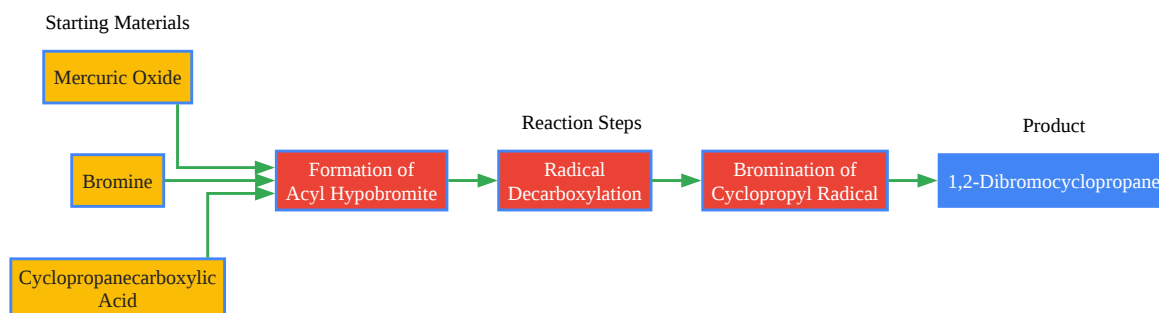 Starting Materials
Mercuric Oxide
Reaction Steps
Product
Bromine
Formation of
Acyl Hypobromite
Radical
Decarboxylation
Bromination of
Cyclopropyl Radical
1,2-Dibromocyclopropane
Cyclopropanecarboxylic
Acid